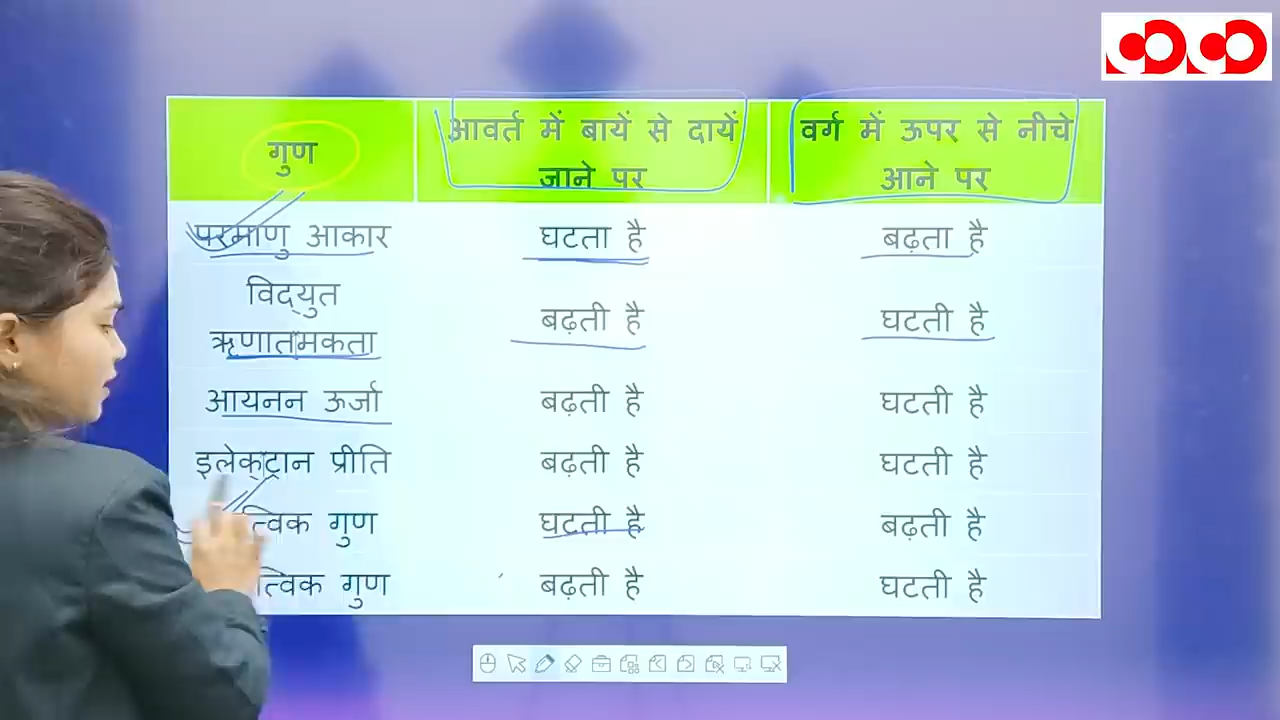 गुण
आवर्त में बायें से दायें
जाने पर
वर्ग में ऊपर से नीचे
आने पर
परमाणु आकार
घटता है
बढ़ता है
विद्‌युत
ऋणातमकता
बढ़ती है
घटती है
आयनन ऊर्जा
बढ़ती है
घटती है
इलेक्ट्रान प्रीति
बढ़ती है
घटती है
गुण
घटती है
बढ़ती है
गुण
बढ़ती है
घटती है